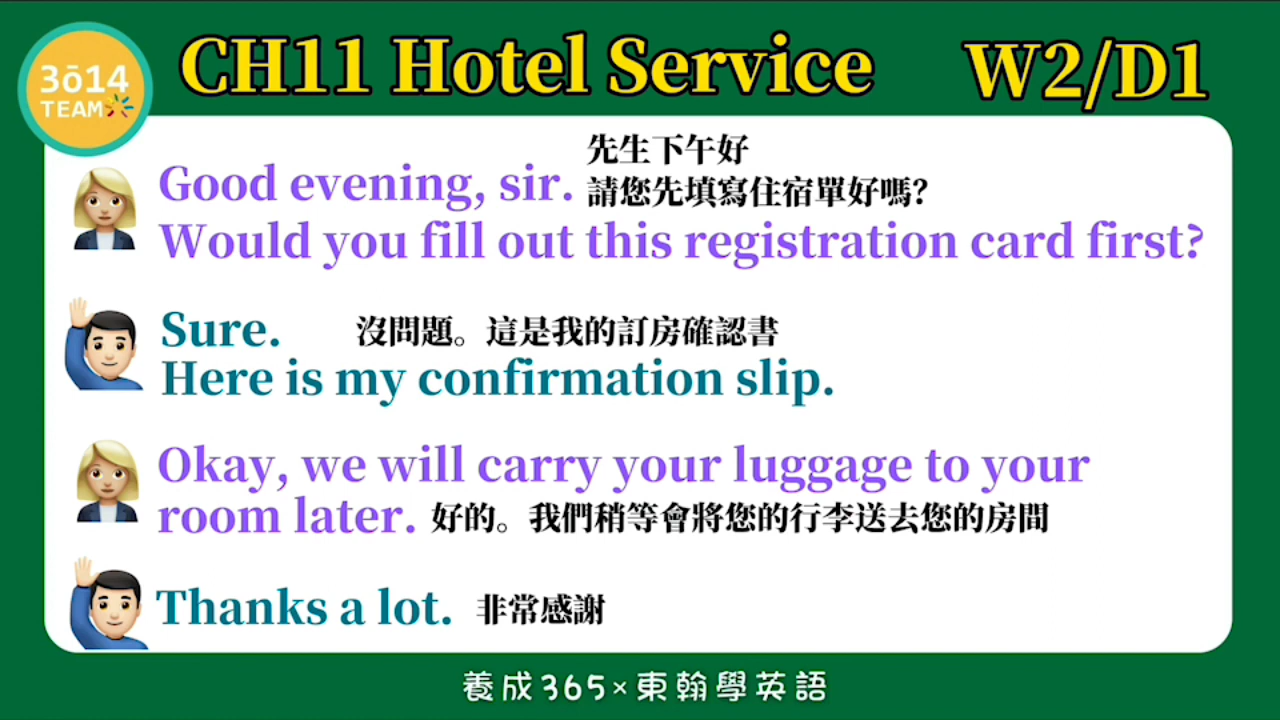 3ō14
TEAM
CH11 Hotel Service
W2/D1
先生下午好
Good evening, sir.
請您先填寫住宿單好嗎?
Would you fill out this registration card first?
Sure.
沒問題。這是我的訂房確認書
Here is my confirmation slip.
Okay, we will carry your luggage to your
room later.
好的。我們稍等會將您的行李送去您的房間
Thanks a lot.
非常感謝
養成365×東翰學英語